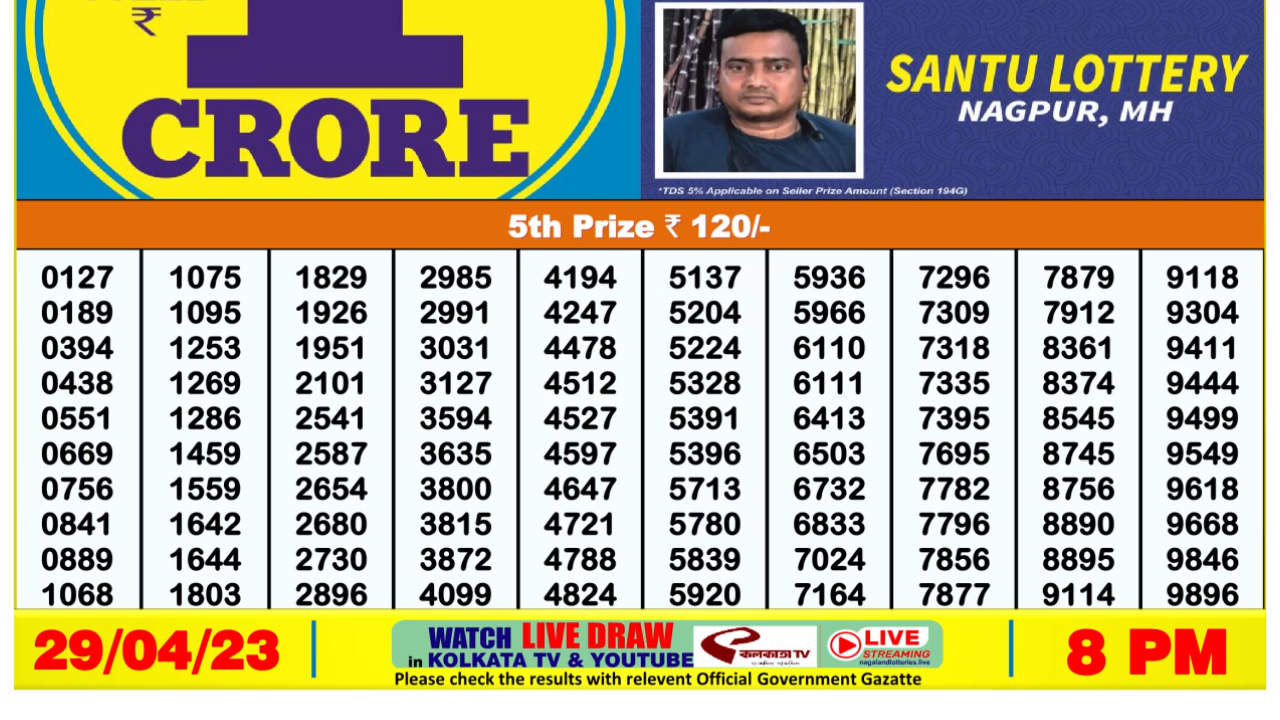 ₹
1
CRORE
SANTU LOTTERY
NAGPUR, MH
*TDS 5% Applicable on Seller Prize Amount (Section 194G)
5th Prize ₹ 120/-
0127 1075 1829 2985 4194 5137 5936 7296 7879 9118
0189 1095 1926 2991 4247 5204 5966 7309 7912 9304
0394 1253 1951 3031 4478 5224 6110 7318 8361 9411
0438 1269 2101 3127 4512 5328 6111 7335 8374 9444
0551 1286 2541 3594 4527 5391 6413 7395 8545 9499
0669 1459 2587 3635 4597 5396 6503 7695 8745 9549
0756 1559 2654 3800 4647 5713 6732 7782 8756 9618
0841 1642 2680 3815 4721 5780 6833 7796 8890 9668
0889 1644 2730 3872 4788 5839 7024 7856 8895 9846
1068 1803 2896 4099 4824 5920 7164 7877 9114 9896
29/04/23
WATCH LIVE DRAW
in KOLKATA TV & YOUTUBE
কলকাতা TV
LIVE
STREAMING
nagalandlotteries.live
Please check the results with relevent Official Government Gazatte
8 PM